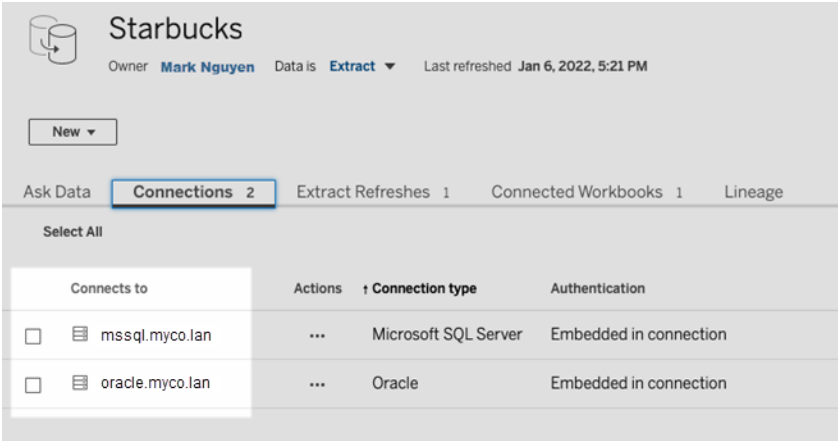 Starbucks
Owner Mark Nguyen Data is Extract Last refreshed Jan 6, 2022, 5:21 PM
New
Ask Data Connections 2 Extract Refreshes 1 Connected Workbooks 1 Lineage
Select All
Connects to Actions ↑ Connection type Authentication
mssql.myco.lan ... Microsoft SQL Server Embedded in connection
oracle.myco.lan ... Oracle Embedded in connection